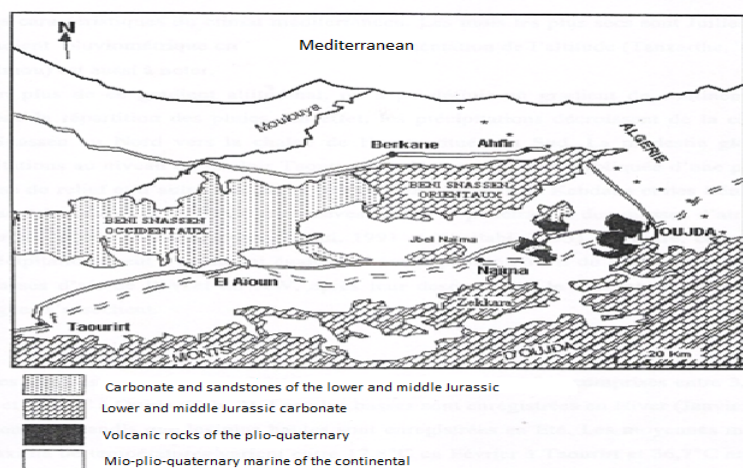 N
Mediterranean
Moulouya
Berkane
Ahfir
ALGERIE
BENI SNASSEN
ORIENTAUX
BENI SNASSEN
OCCIDENTAUX
OUJDA
Jbel Naïma
Naïma
El Aïoun
Zekkara
Taourirt
MONTS
D'OUJDA
20 Km
Carbonate and sandstones of the lower and middle Jurassic
Lower and middle Jurassic carbonate
Volcanic rocks of the plio-quaternary
Mio-plio-quaternary marine of the continental